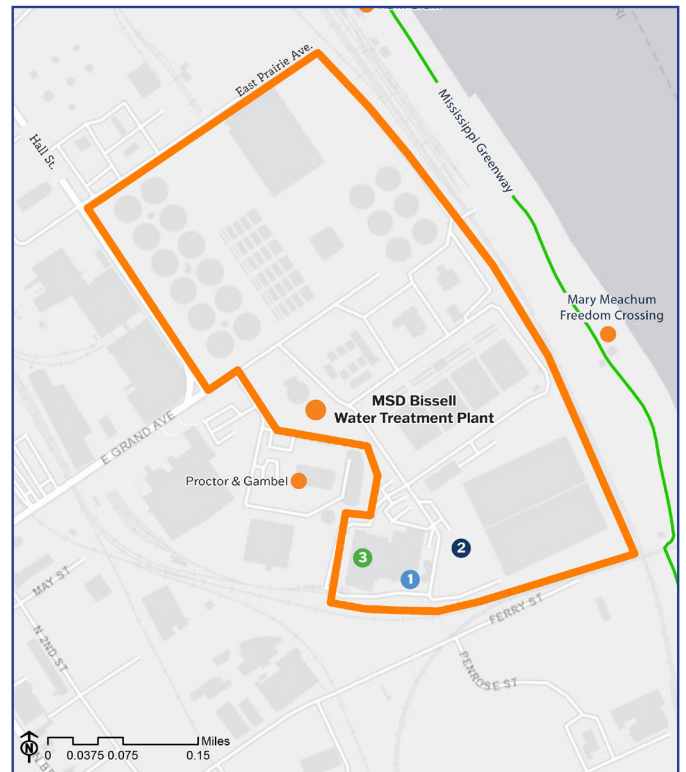 East Prairie Ave.
Hall St.
Mississippi Greenway
Mary Meachum
Freedom Crossing
MSD Bissell
Water Treatment Plant
E GRAND AVE
Proctor & Gambel
3
2
1
MAY ST
FERRY ST
N 2ND ST
PENROSE ST
N
Miles
0 0.0375 0.075 0.15